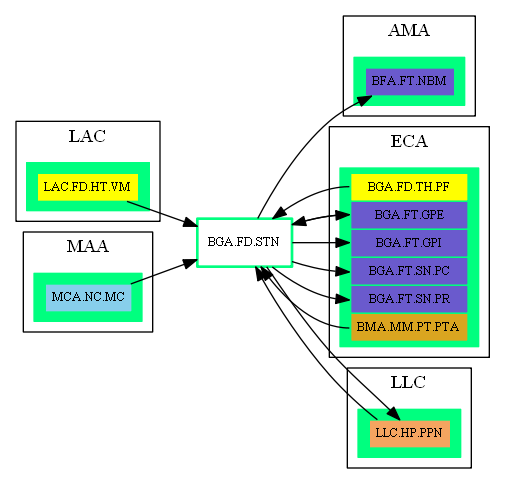 AMA
BFA.FT.NBM
LAC
LAC.FD.HT.VM
MAA
MCA.NC.MC
BGA.FD.STN
ECA
BGA.FD.TH.PF
BGA.FT.GPE
BGA.FT.GPI
BGA.FT.SN.PC
BGA.FT.SN.PR
BMA.MM.PT.PTA
LLC
LLC.HP.PPN